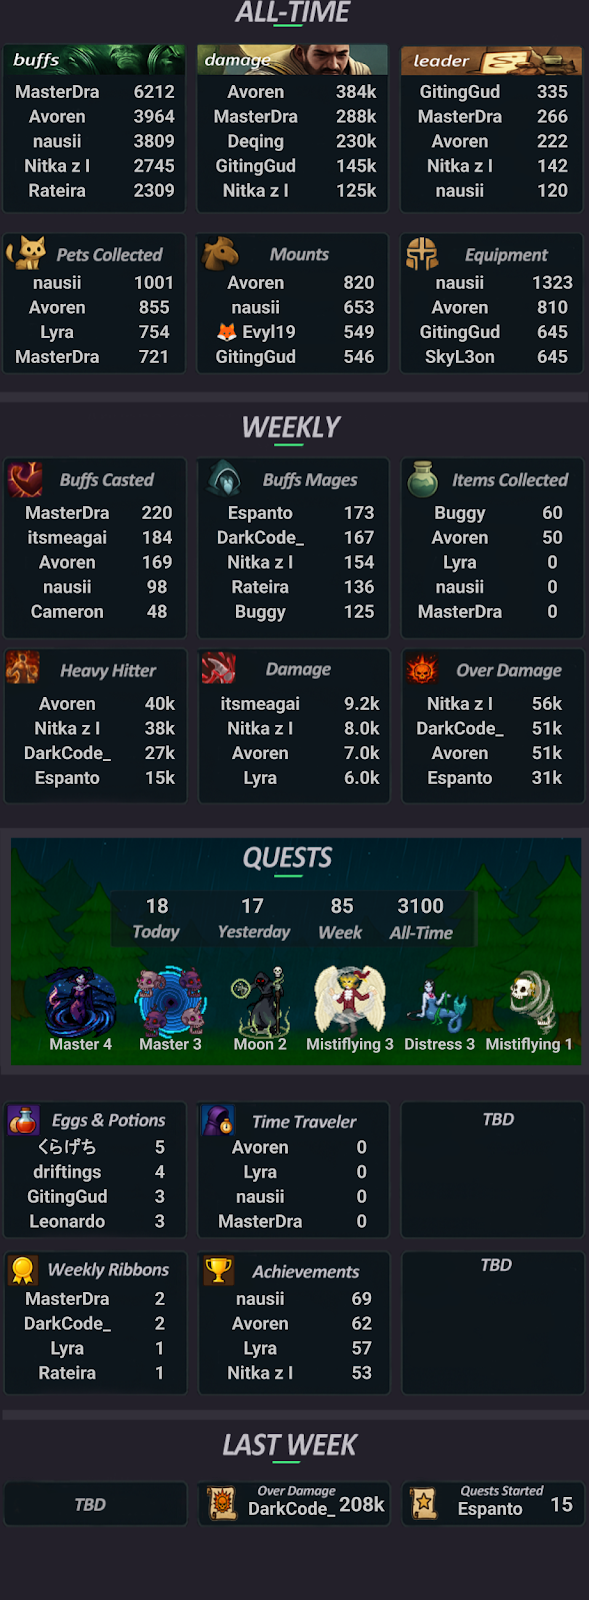 ALL-TIME
buffs
MasterDra 6212
Avoren 3964
nausii 3809
Nitka z l 2745
Rateira 2309
damage
Avoren 384k
MasterDra 288k
Deqing 230k
GitingGud 145k
Nitka z l 125k
leader
GitingGud 335
MasterDra 266
Avoren 222
Nitka z l 142
nausii 120
Pets Collected
nausii 1001
Avoren 855
Lyra 754
MasterDra 721
Mounts
Avoren 820
nausii 653
🦊 Evyl19 549
GitingGud 546
Equipment
nausii 1323
Avoren 810
GitingGud 645
SkyL3on 645
WEEKLY
Buffs Casted
MasterDra 220
itsmeagai 184
Avoren 169
nausii 98
Cameron 48
Buffs Mages
Espanto 173
DarkCode_ 167
Nitka z l 154
Rateira 136
Buggy 125
Items Collected
Buggy 60
Avoren 50
Lyra 0
nausii 0
MasterDra 0
Heavy Hitter
Avoren 40k
Nitka z l 38k
DarkCode_ 27k
Espanto 15k
Damage
itsmeagai 9.2k
Nitka z l 8.0k
Avoren 7.0k
Lyra 6.0k
Over Damage
Nitka z l 56k
DarkCode_ 51k
Avoren 51k
Espanto 31k
QUESTS
18 17 85 3100
Today Yesterday Week All-Time
Master 4 Master 3 Moon 2 Mistiflying 3 Distress 3 Mistiflying 1
Eggs & Potions
くらげち 5
driftings 4
GitingGud 3
Leonardo 3
Time Traveler
Avoren 0
Lyra 0
nausii 0
MasterDra 0
TBD
Weekly Ribbons
MasterDra 2
DarkCode_ 2
Lyra 1
Rateira 1
Achievements
nausii 69
Avoren 62
Lyra 57
Nitka z l 53
TBD
LAST WEEK
TBD
Over Damage
DarkCode_ 208k
Quests Started
Espanto 15